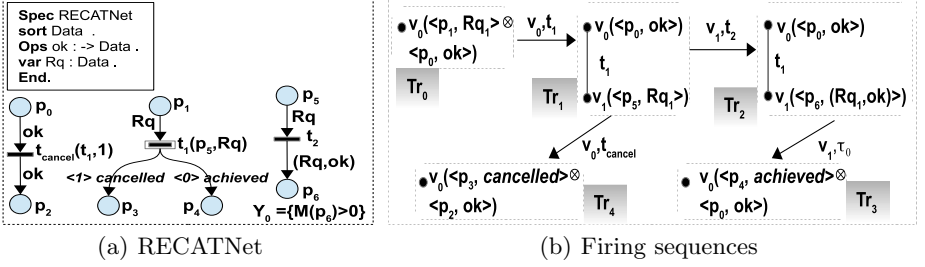 Spec RECATNet
sort Data .
Ops ok : -> Data .
var Rq : Data .
End.
p0
p1
p5
ok
Rq
Rq
tcancel(t1,1)
t1(p5,Rq)
t2
ok
<1> cancelled
<0> achieved
(Rq,ok)
p2
p3
p4
p6
Y0 ={M(p6)>0}
(a) RECATNet
v0(<p1, Rq1>⊗
<p0, ok>)
Tr0
v0,t1
v0(<p0, ok>)
t1
v1(<p5, Rq1>)
Tr1
v1,t2
v0(<p0, ok>)
t1
v1(<p6, (Rq1,ok)>)
Tr2
v0,tcancel
v1,τ0
v0(<p3, cancelled>⊗
<p2, ok>)
Tr4
v0(<p4, achieved>⊗
<p0, ok>)
Tr3
(b) Firing sequences